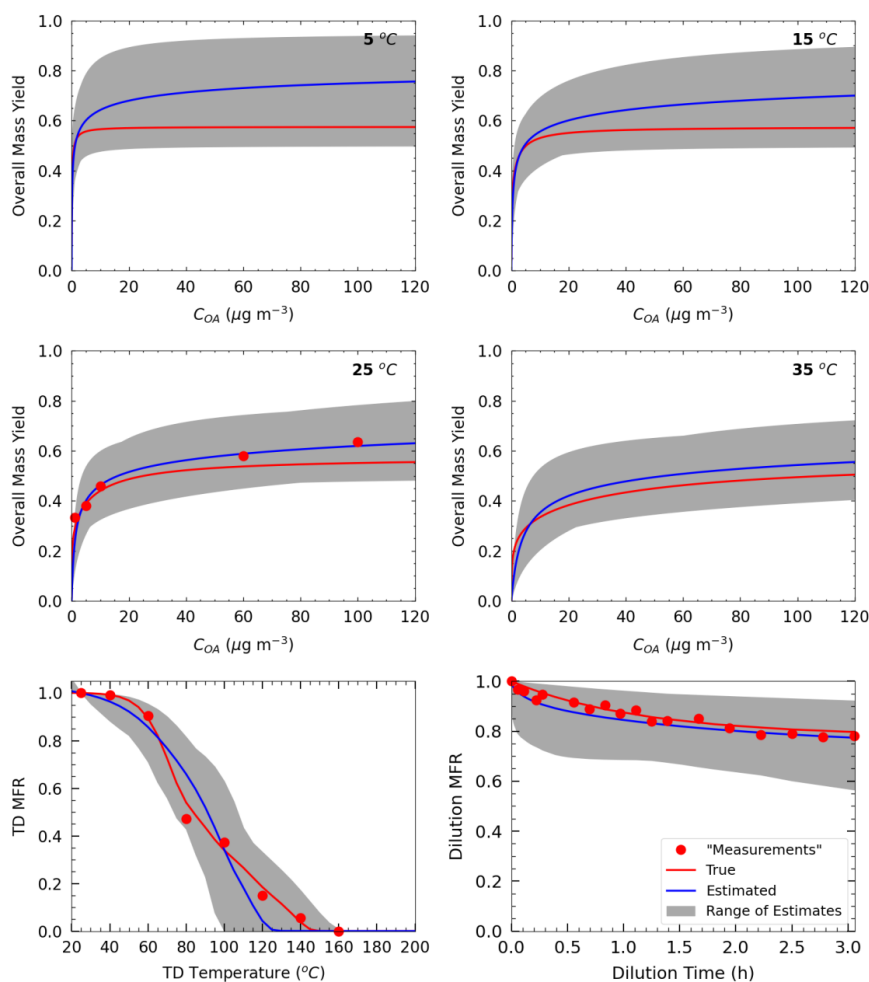 5 °C
Overall Mass Yield
1.0
0.8
0.6
0.4
0.2
0.0
0 20 40 60 80 100 120
C_OA (μg m⁻³)
15 °C
Overall Mass Yield
1.0
0.8
0.6
0.4
0.2
0.0
0 20 40 60 80 100 120
C_OA (μg m⁻³)
25 °C
Overall Mass Yield
1.0
0.8
0.6
0.4
0.2
0.0
0 20 40 60 80 100 120
C_OA (μg m⁻³)
35 °C
Overall Mass Yield
1.0
0.8
0.6
0.4
0.2
0.0
0 20 40 60 80 100 120
C_OA (μg m⁻³)
TD MFR
1.0
0.8
0.6
0.4
0.2
0.0
20 40 60 80 100 120 140 160 180 200
TD Temperature (°C)
Dilution MFR
1.0
0.8
0.6
0.4
0.2
0.0
"Measurements"
True
Estimated
Range of Estimates
0.0 0.5 1.0 1.5 2.0 2.5 3.0
Dilution Time (h)